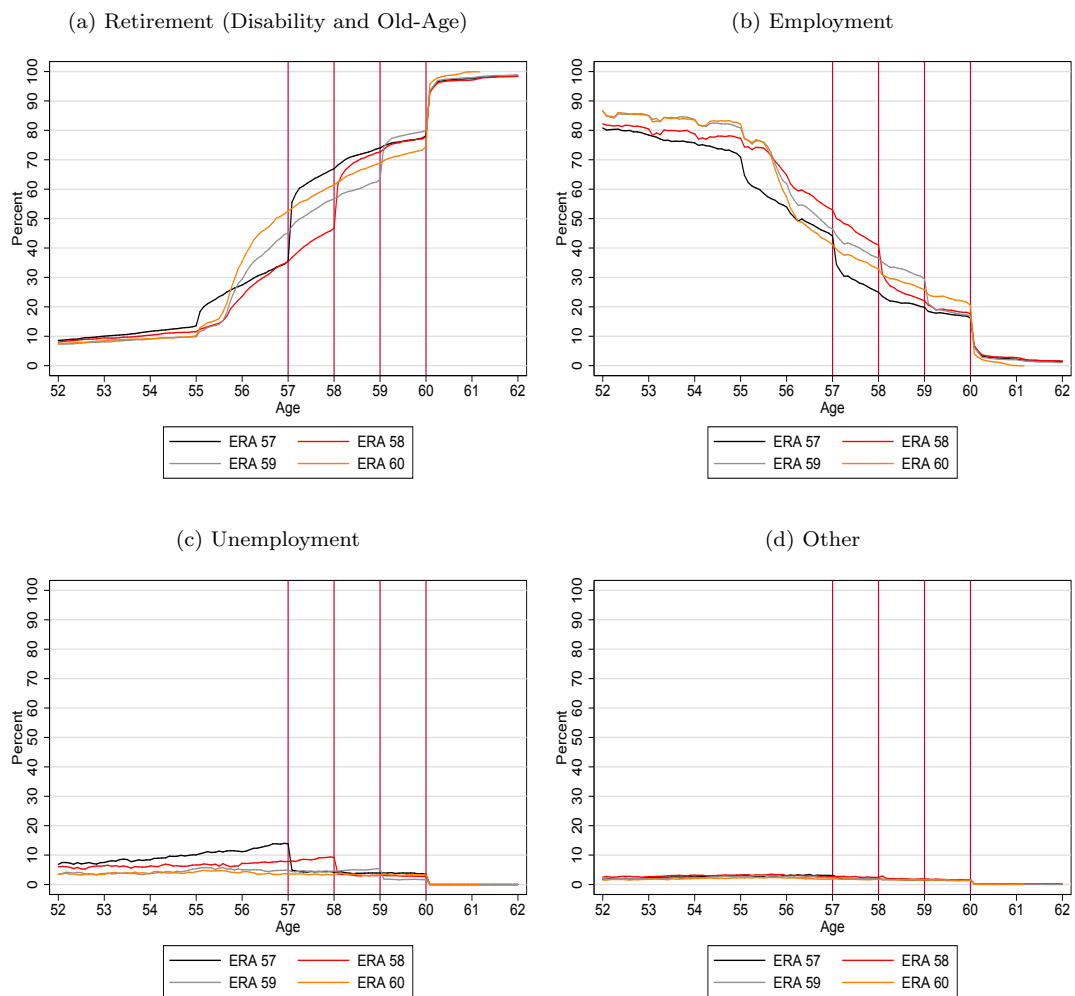 (a) Retirement (Disability and Old-Age)
Percent
0 10 20 30 40 50 60 70 80 90 100
52 53 54 55 56 57 58 59 60 61 62
Age
ERA 57 ERA 58
ERA 59 ERA 60
(b) Employment
Percent
0 10 20 30 40 50 60 70 80 90 100
52 53 54 55 56 57 58 59 60 61 62
Age
ERA 57 ERA 58
ERA 59 ERA 60
(c) Unemployment
Percent
0 10 20 30 40 50 60 70 80 90 100
52 53 54 55 56 57 58 59 60 61 62
Age
ERA 57 ERA 58
ERA 59 ERA 60
(d) Other
Percent
0 10 20 30 40 50 60 70 80 90 100
52 53 54 55 56 57 58 59 60 61 62
Age
ERA 57 ERA 58
ERA 59 ERA 60